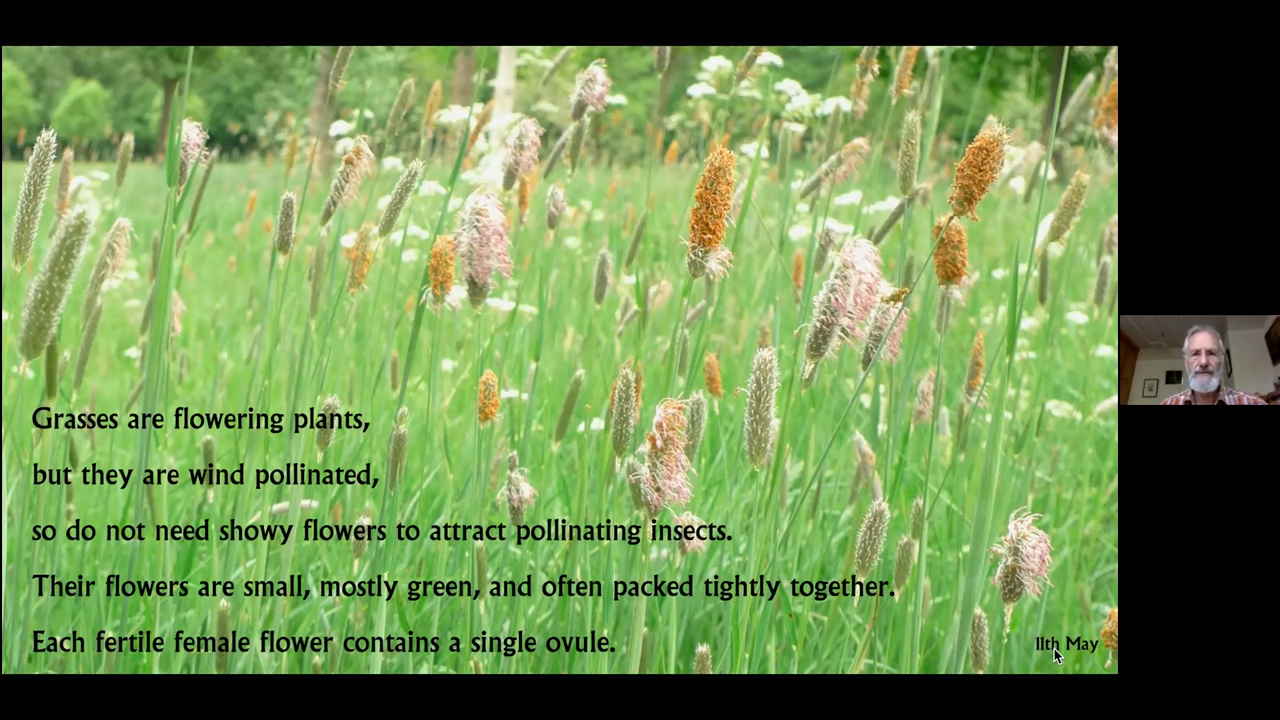 Grasses are flowering plants,
but they are wind pollinated,
so do not need showy flowers to attract pollinating insects.
Their flowers are small, mostly green, and often packed tightly together.
Each fertile female flower contains a single ovule.
11th May